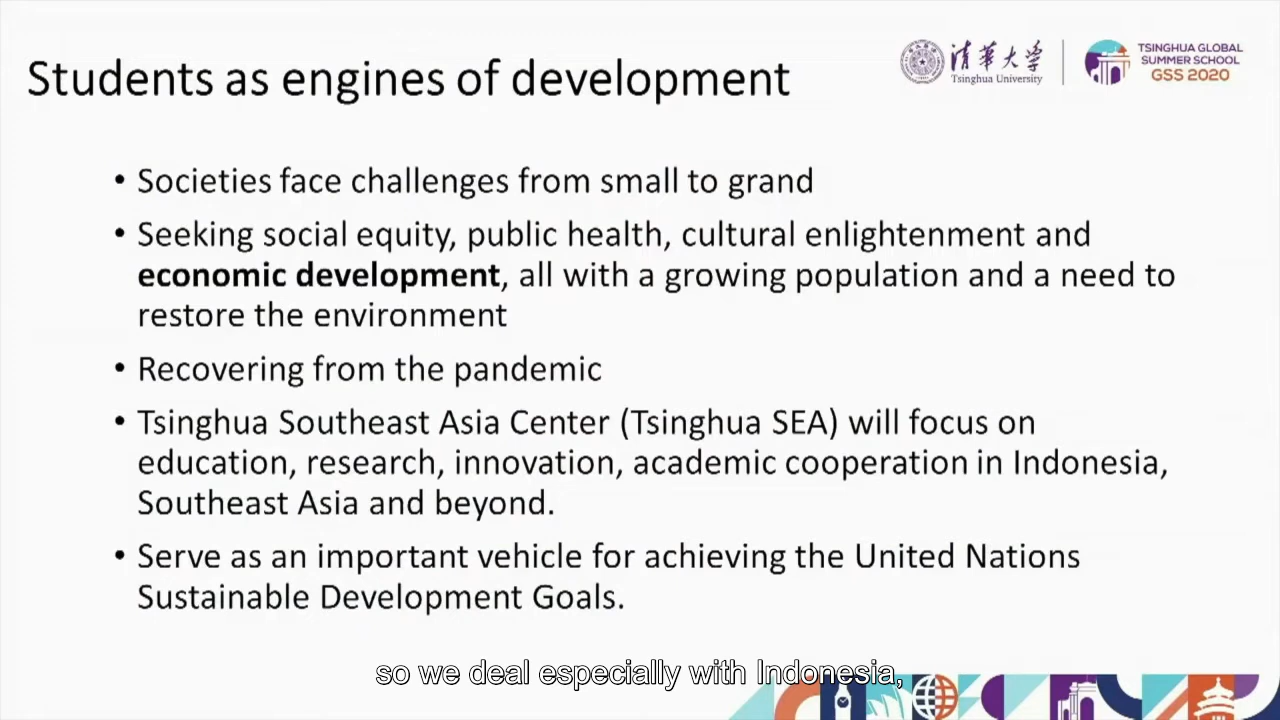 Students as engines of development
清華大学
Tsinghua University
TSINGHUA GLOBAL
SUMMER SCHOOL
GSS 2020
• Societies face challenges from small to grand
• Seeking social equity, public health, cultural enlightenment and
economic development, all with a growing population and a need to
restore the environment
• Recovering from the pandemic
• Tsinghua Southeast Asia Center (Tsinghua SEA) will focus on
education, research, innovation, academic cooperation in Indonesia,
Southeast Asia and beyond.
• Serve as an important vehicle for achieving the United Nations
Sustainable Development Goals.
so we deal especially with Indonesia,